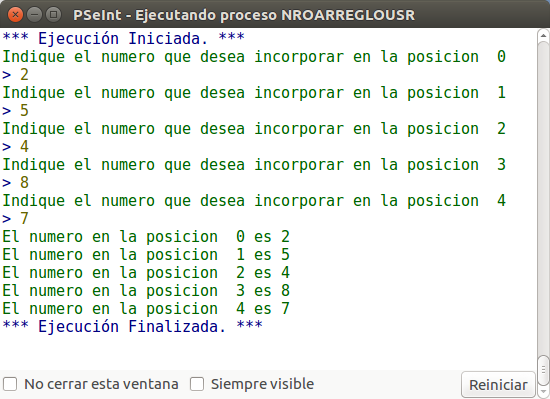 PSeInt - Ejecutando proceso NROARREGLOUSR
*** Ejecución Iniciada. ***
Indique el numero que desea incorporar en la posicion  0
> 2
Indique el numero que desea incorporar en la posicion  1
> 5
Indique el numero que desea incorporar en la posicion  2
> 4
Indique el numero que desea incorporar en la posicion  3
> 8
Indique el numero que desea incorporar en la posicion  4
> 7
El numero en la posicion  0 es 2
El numero en la posicion  1 es 5
El numero en la posicion  2 es 4
El numero en la posicion  3 es 8
El numero en la posicion  4 es 7
*** Ejecución Finalizada. ***
No cerrar esta ventana  Siempre visible  Reiniciar